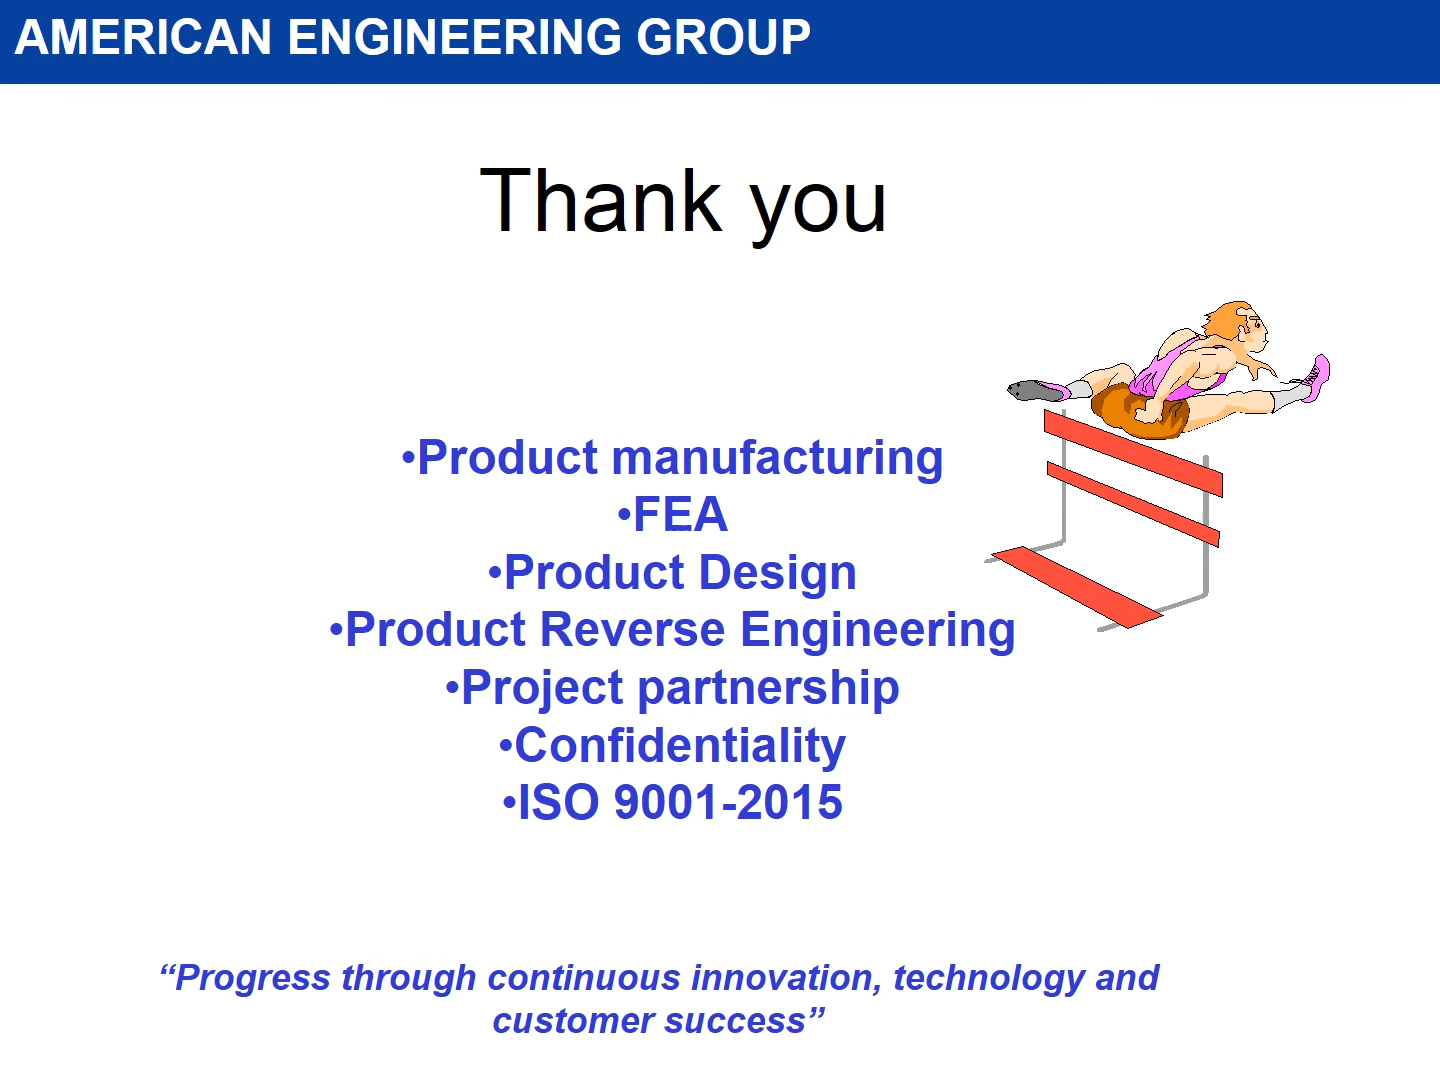 AMERICAN ENGINEERING GROUP
Thank you
•Product manufacturing
•FEA
•Product Design
•Product Reverse Engineering
•Project partnership
•Confidentiality
•ISO 9001-2015
“Progress through continuous innovation, technology and
customer success”